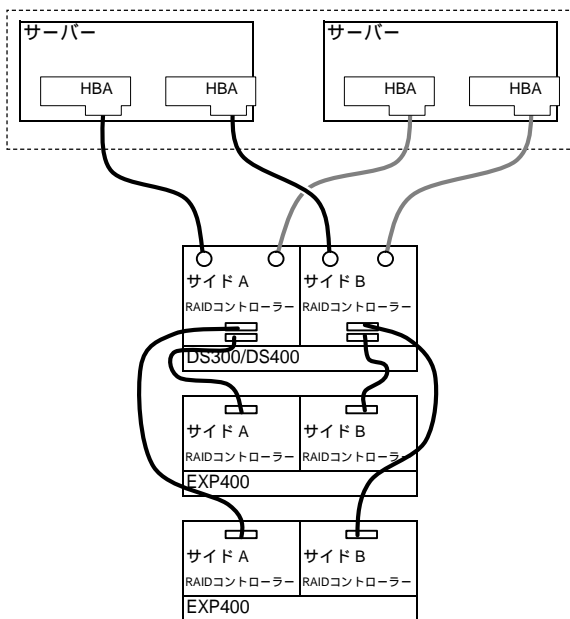 サーバー
サーバー
HBA
HBA
HBA
HBA
サイド A
サイド B
RAIDコントローラー
RAIDコントローラー
DS300/DS400
サイド A
サイド B
RAIDコントローラー
RAIDコントローラー
EXP400
サイド A
サイド B
RAIDコントローラー
RAIDコントローラー
EXP400